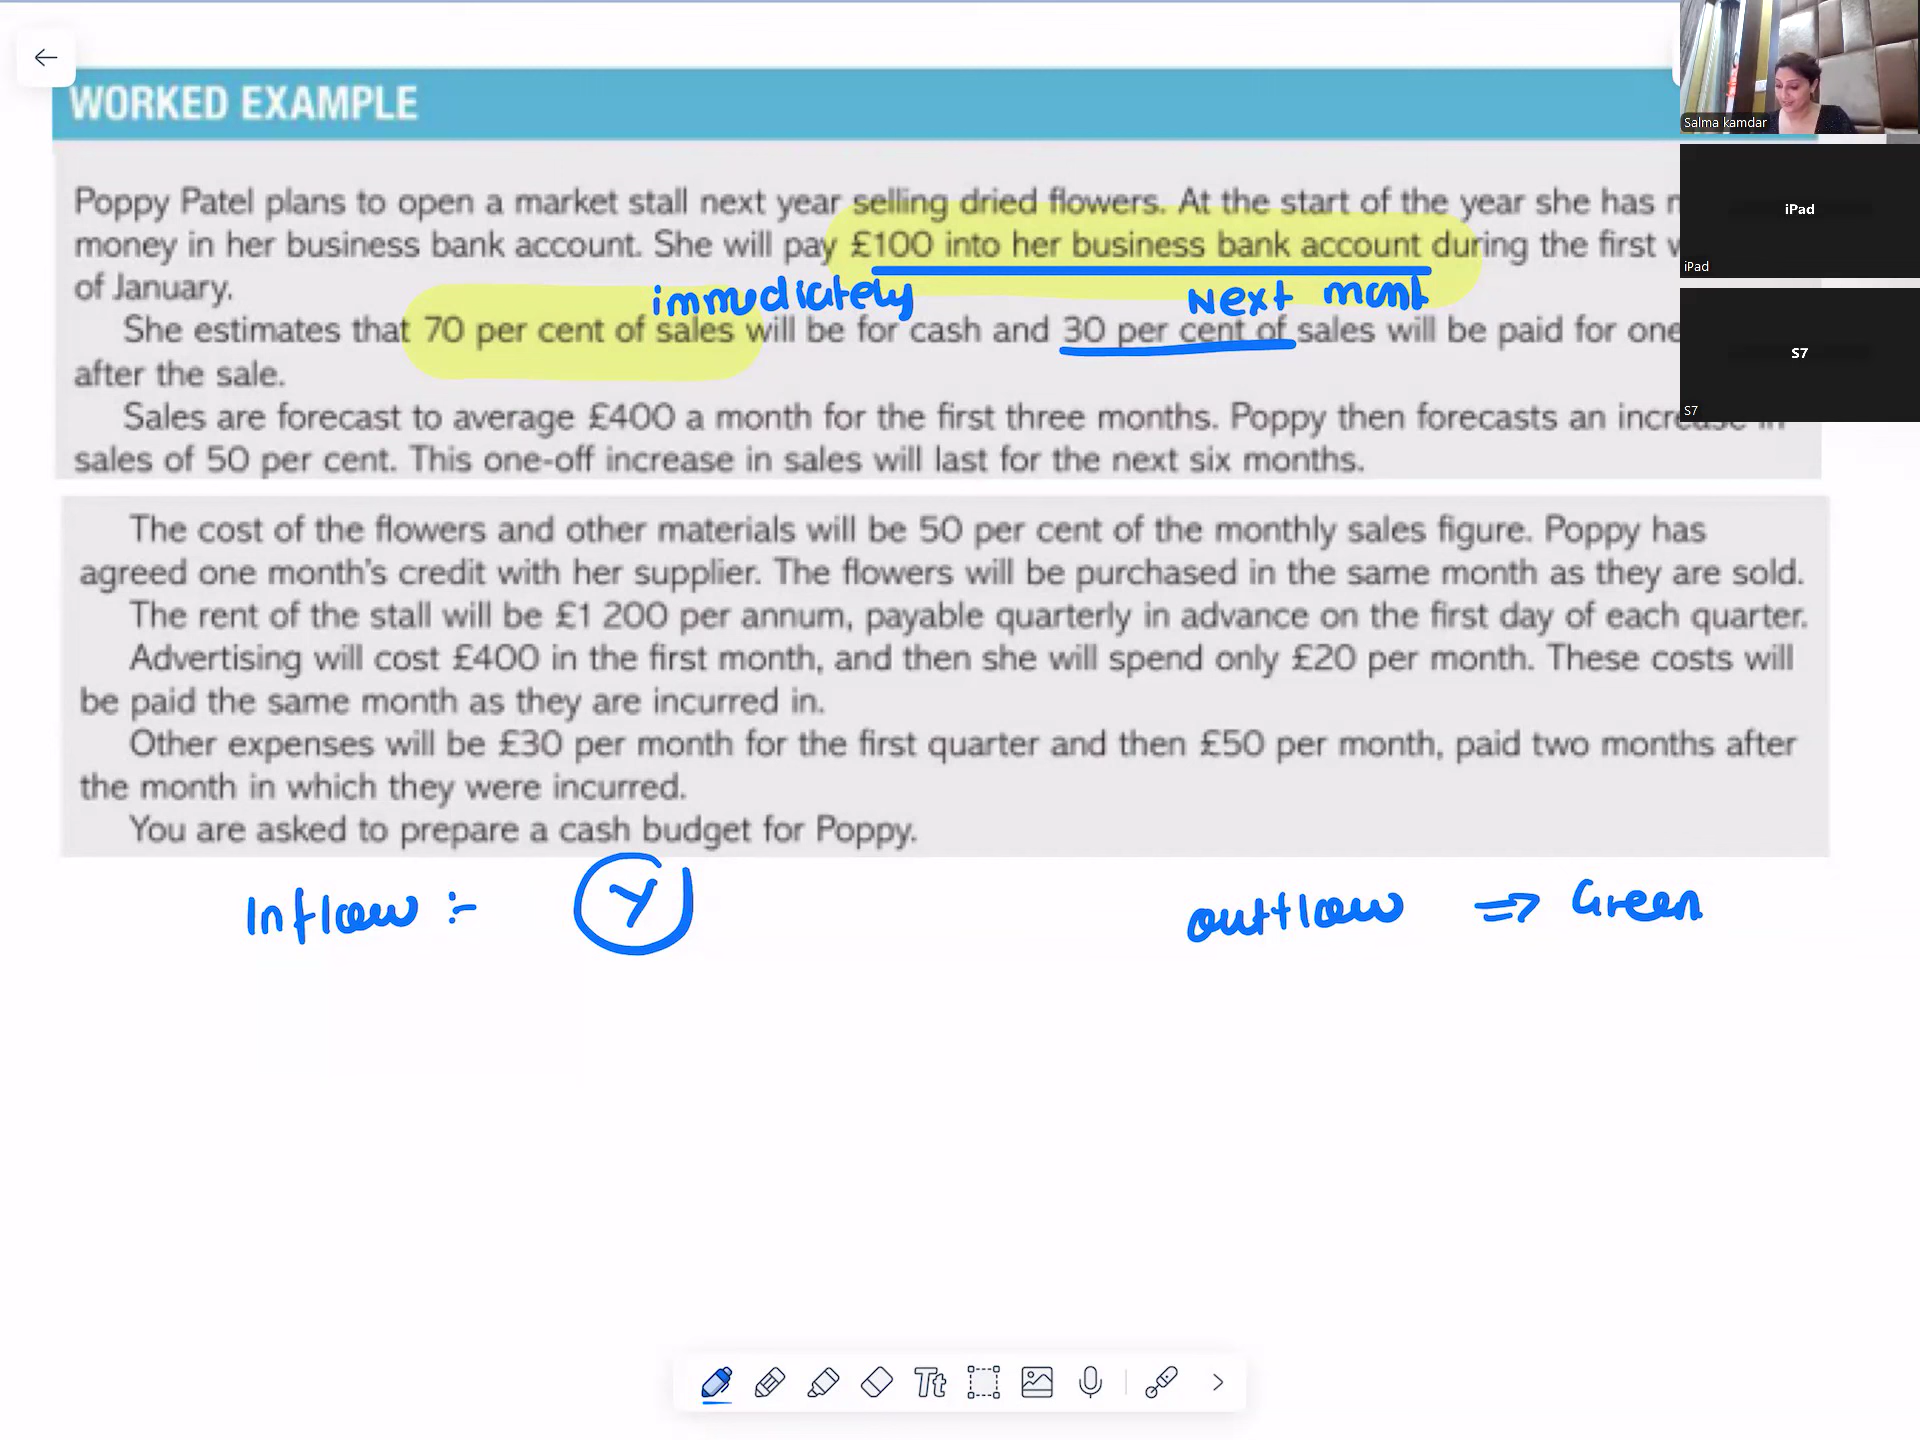 WORKED EXAMPLE
Poppy Patel plans to open a market stall next year selling dried flowers. At the start of the year she has
money in her business bank account. She will pay £100 into her business bank account during the first
of January.
immediately Next mont
She estimates that 70 per cent of sales will be for cash and 30 per cent of sales will be paid for one
after the sale.
Sales are forecast to average £400 a month for the first three months. Poppy then forecasts an increase in
sales of 50 per cent. This one-off increase in sales will last for the next six months.
The cost of the flowers and other materials will be 50 per cent of the monthly sales figure. Poppy has
agreed one month's credit with her supplier. The flowers will be purchased in the same month as they are sold.
The rent of the stall will be £1 200 per annum, payable quarterly in advance on the first day of each quarter.
Advertising will cost £400 in the first month, and then she will spend only £20 per month. These costs will
be paid the same month as they are incurred in.
Other expenses will be £30 per month for the first quarter and then £50 per month, paid two months after
the month in which they were incurred.
You are asked to prepare a cash budget for Poppy.
Inflow :- Y outflow => Green
Salma kamdar
iPad
iPad
S7
S7
Tt